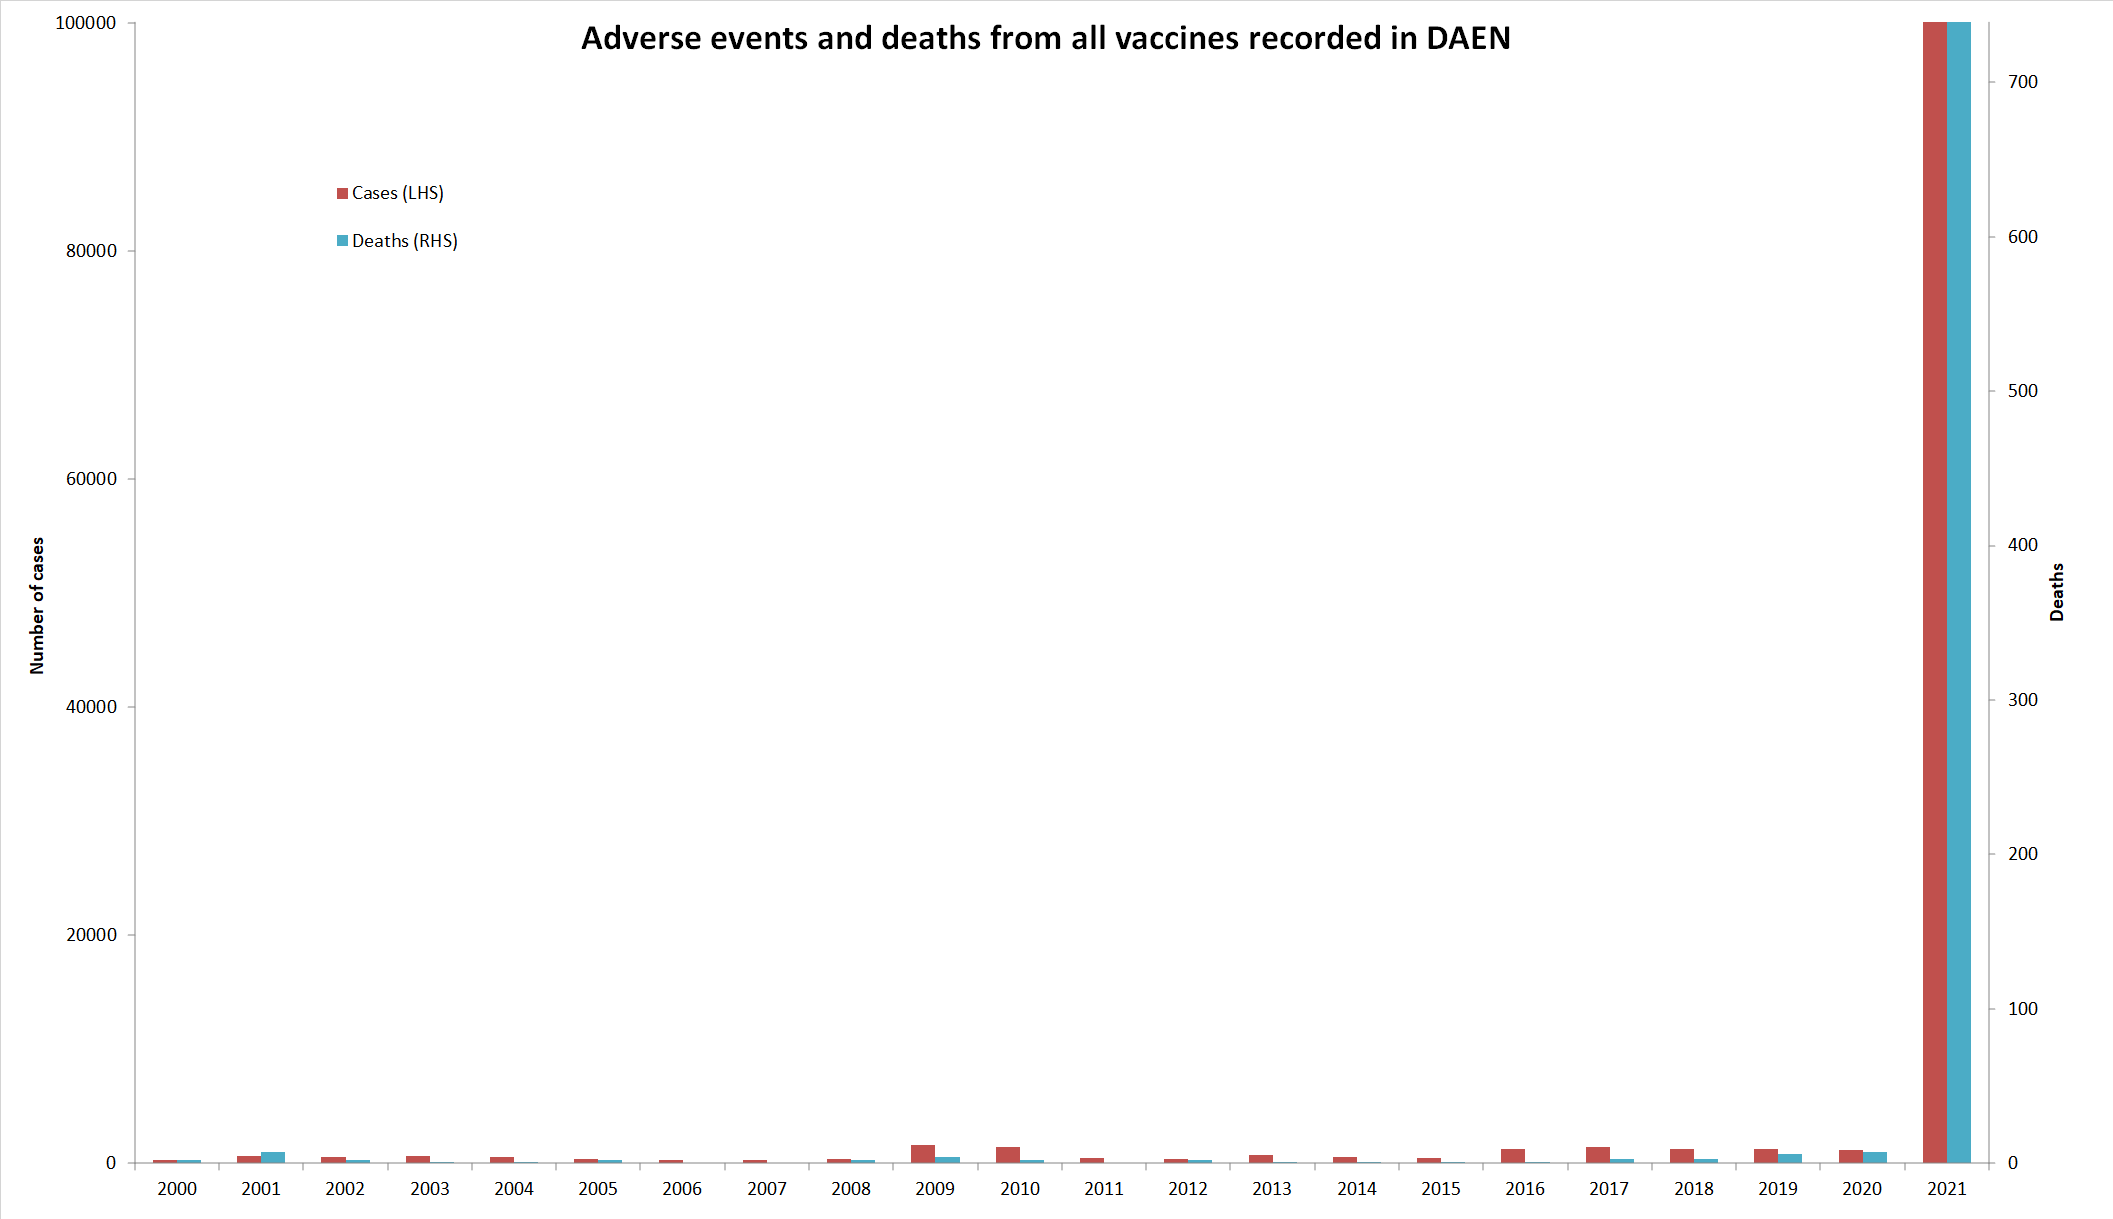 Adverse events and deaths from all vaccines recorded in DAEN
Cases (LHS)
Deaths (RHS)
Number of cases
100000
80000
60000
40000
20000
0
Deaths
700
600
500
400
300
200
100
0
2000 2001 2002 2003 2004 2005 2006 2007 2008 2009 2010 2011 2012 2013 2014 2015 2016 2017 2018 2019 2020 2021